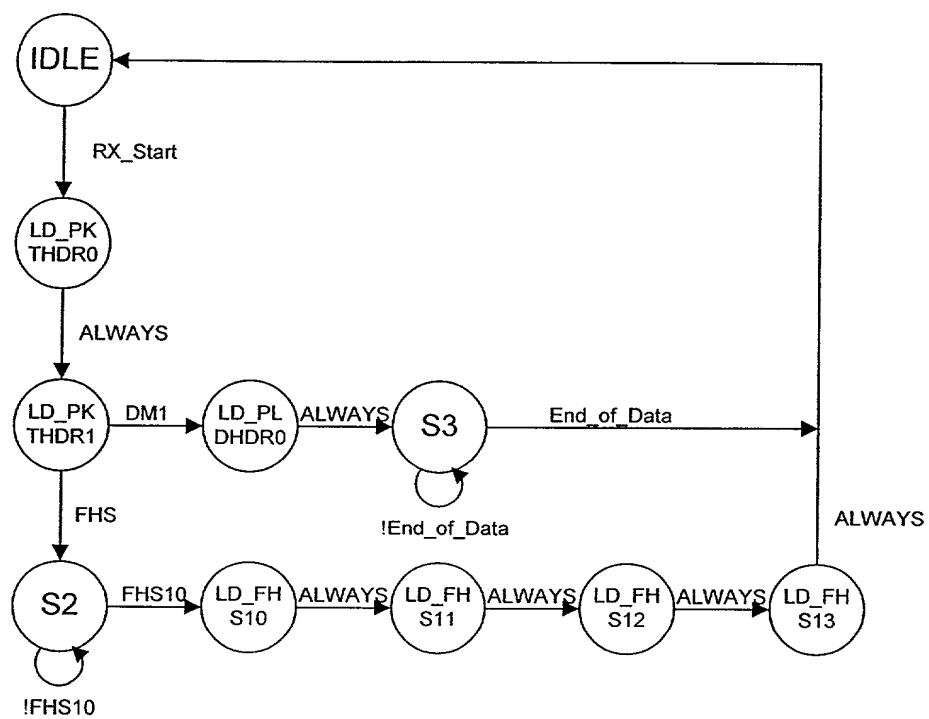 IDLE
RX_Start
LD_PK
THDR0
ALWAYS
LD_PK
THDR1
DM1
LD_PL
DHDR0
ALWAYS
S3
End_of_Data
!End_of_Data
FHS
ALWAYS
S2
FHS10
LD_FH
S10
ALWAYS
LD_FH
S11
ALWAYS
LD_FH
S12
ALWAYS
LD_FH
S13
!FHS10